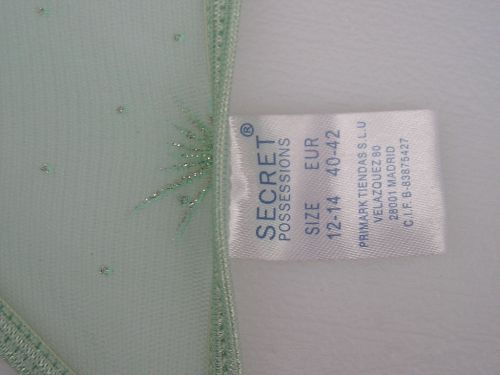 SECRET®
POSSESSIONS
SIZE EUR
12-14 40-42
PRIMARK TIENDAS S.L.U
VELAZQUEZ 80
28001 MADRID
C.I.F. B-83875427